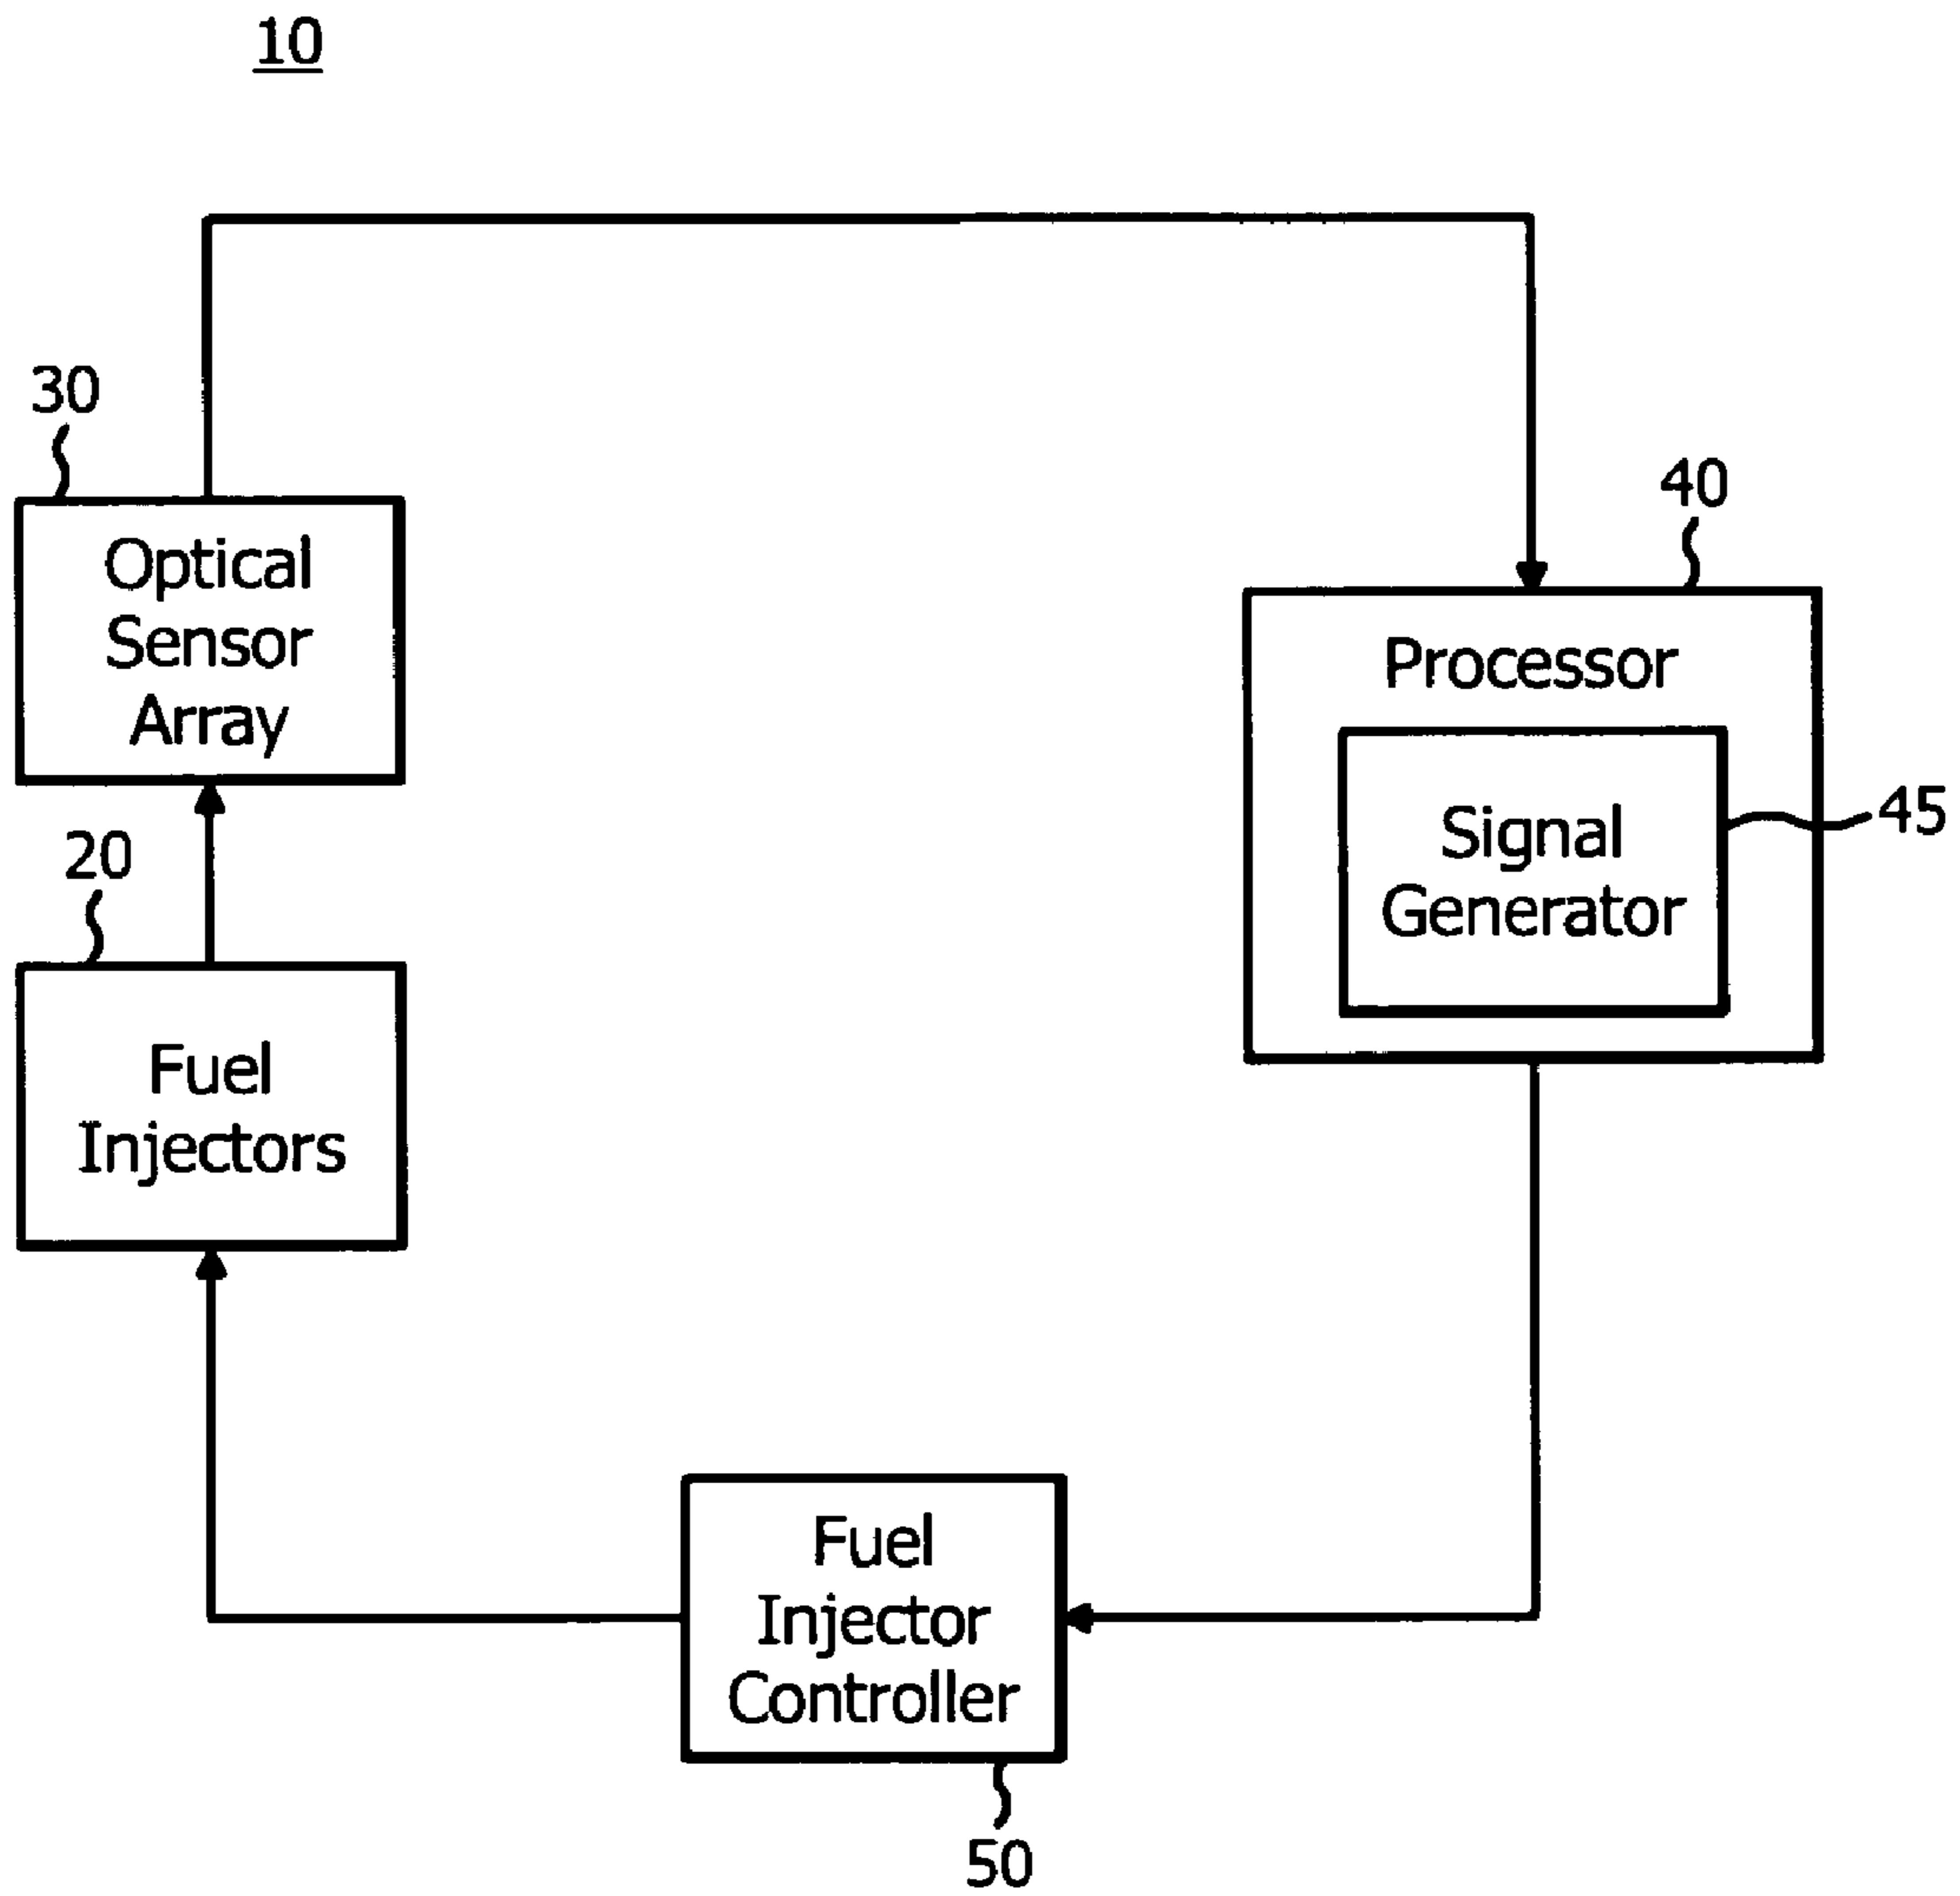 10
30
Optical
Sensor
Array
40
Processor
Signal
Generator
45
20
Fuel
Injectors
Fuel
Injector
Controller
50